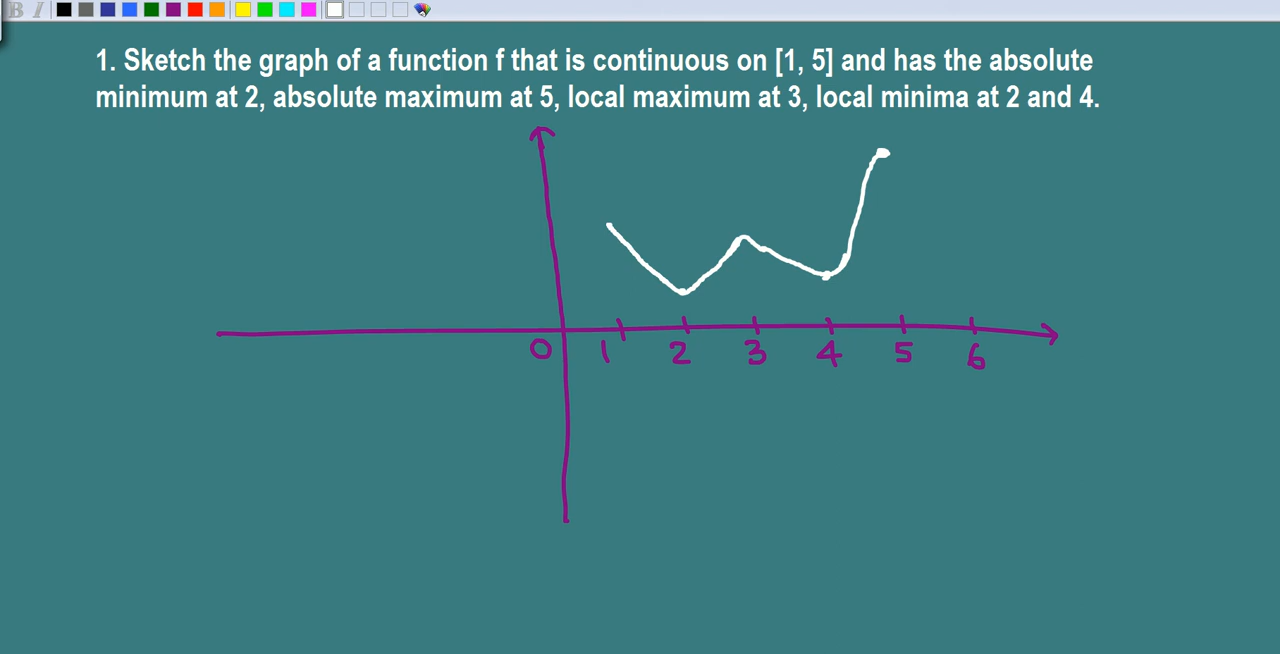 B I
1. Sketch the graph of a function f that is continuous on [1, 5] and has the absolute
minimum at 2, absolute maximum at 5, local maximum at 3, local minima at 2 and 4.
0 1 2 3 4 5 6